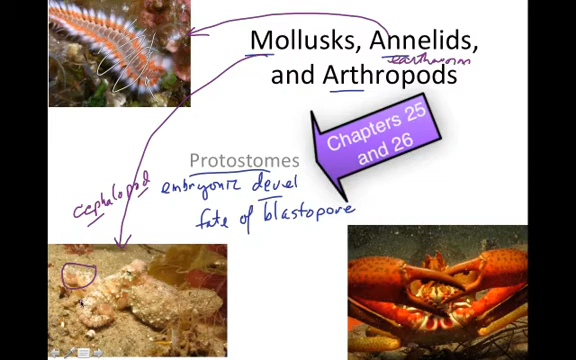 Mollusks, Annelids,
earthworm
and Arthropods
Chapters 25
and 26
Protostomes
cephalopod
embryonic devel
fate of blastopore